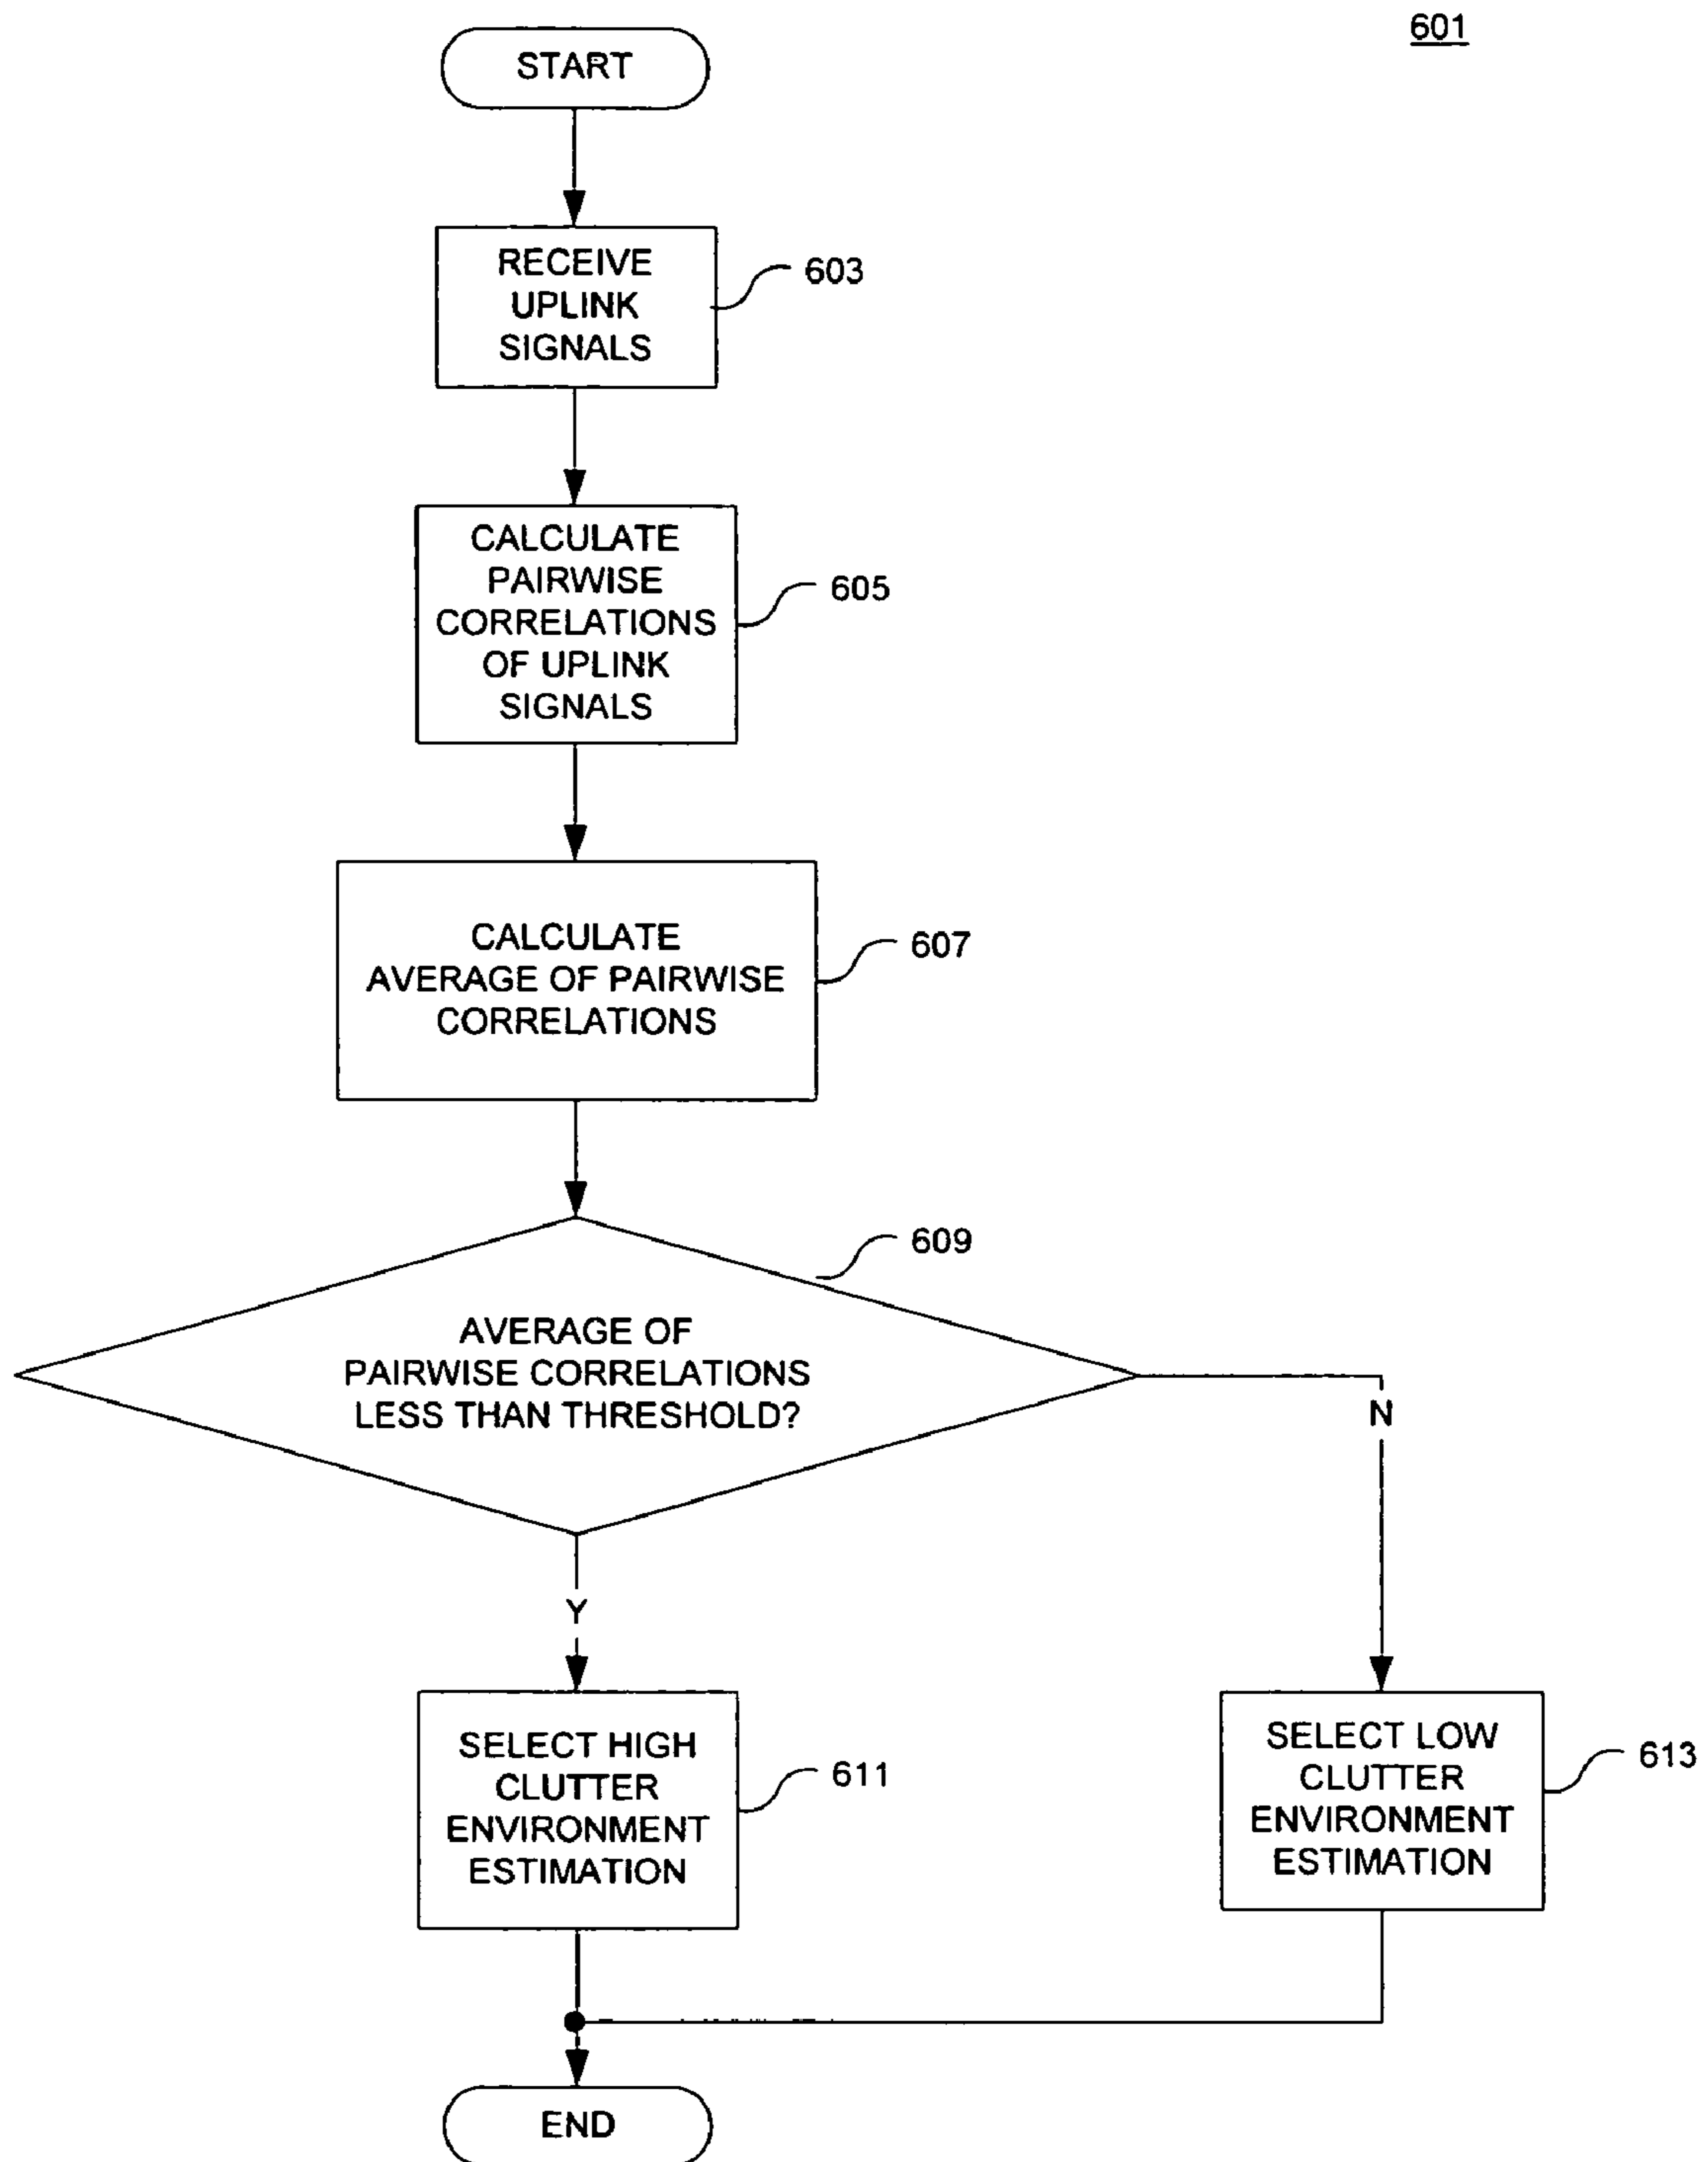 601
START
RECEIVE
UPLINK
SIGNALS
603
CALCULATE
PAIRWISE
CORRELATIONS
OF UPLINK
SIGNALS
605
CALCULATE
AVERAGE OF PAIRWISE
CORRELATIONS
607
609
AVERAGE OF
PAIRWISE CORRELATIONS
LESS THAN THRESHOLD?
N
Y
SELECT HIGH
CLUTTER
ENVIRONMENT
ESTIMATION
611
SELECT LOW
CLUTTER
ENVIRONMENT
ESTIMATION
613
END